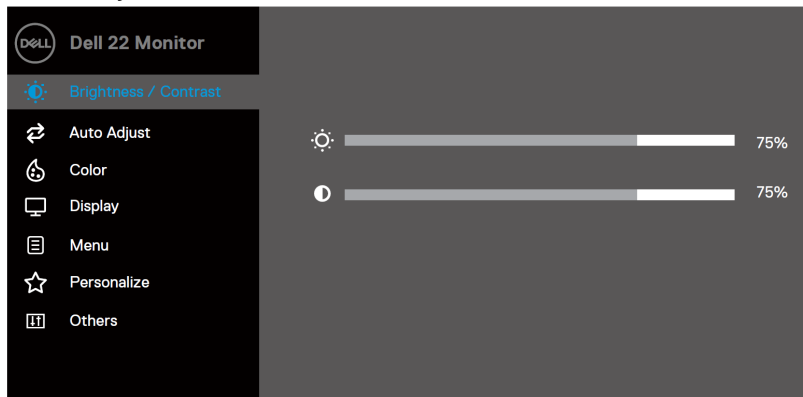 DELL
Dell 22 Monitor
Brightness / Contrast
Auto Adjust
75%
Color
Display
75%
Menu
Personalize
Others